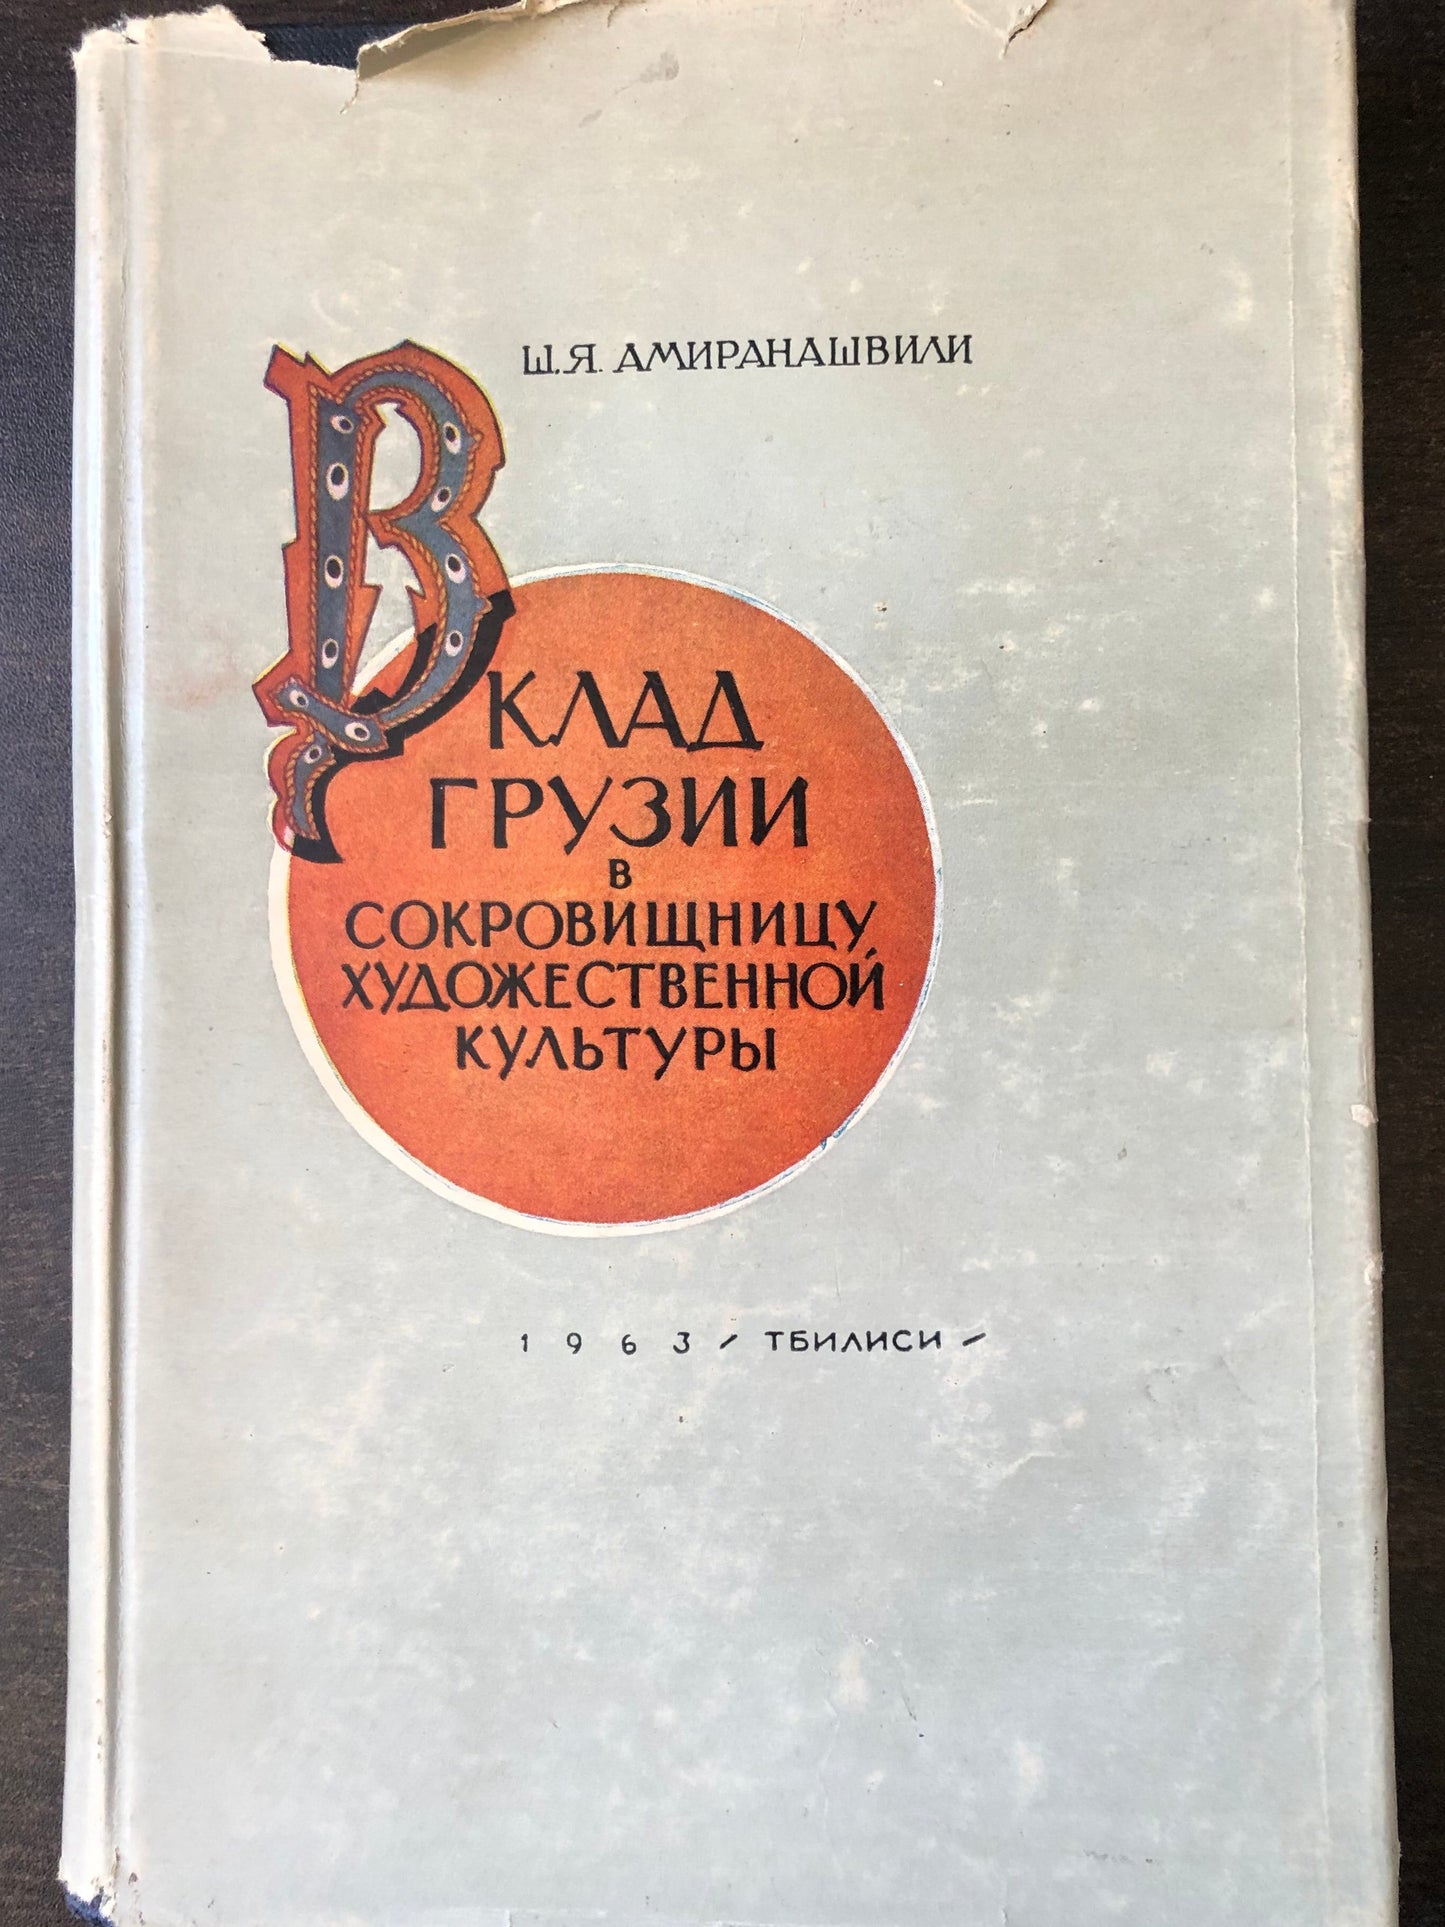 Ш.Я. АМИРАНАШВИЛИ
ВКЛАД
ГРУЗИИ
В
СОКРОВИЩНИЦУ
ХУДОЖЕСТВЕННОЙ
КУЛЬТУРЫ
1963 / ТБИЛИСИ –